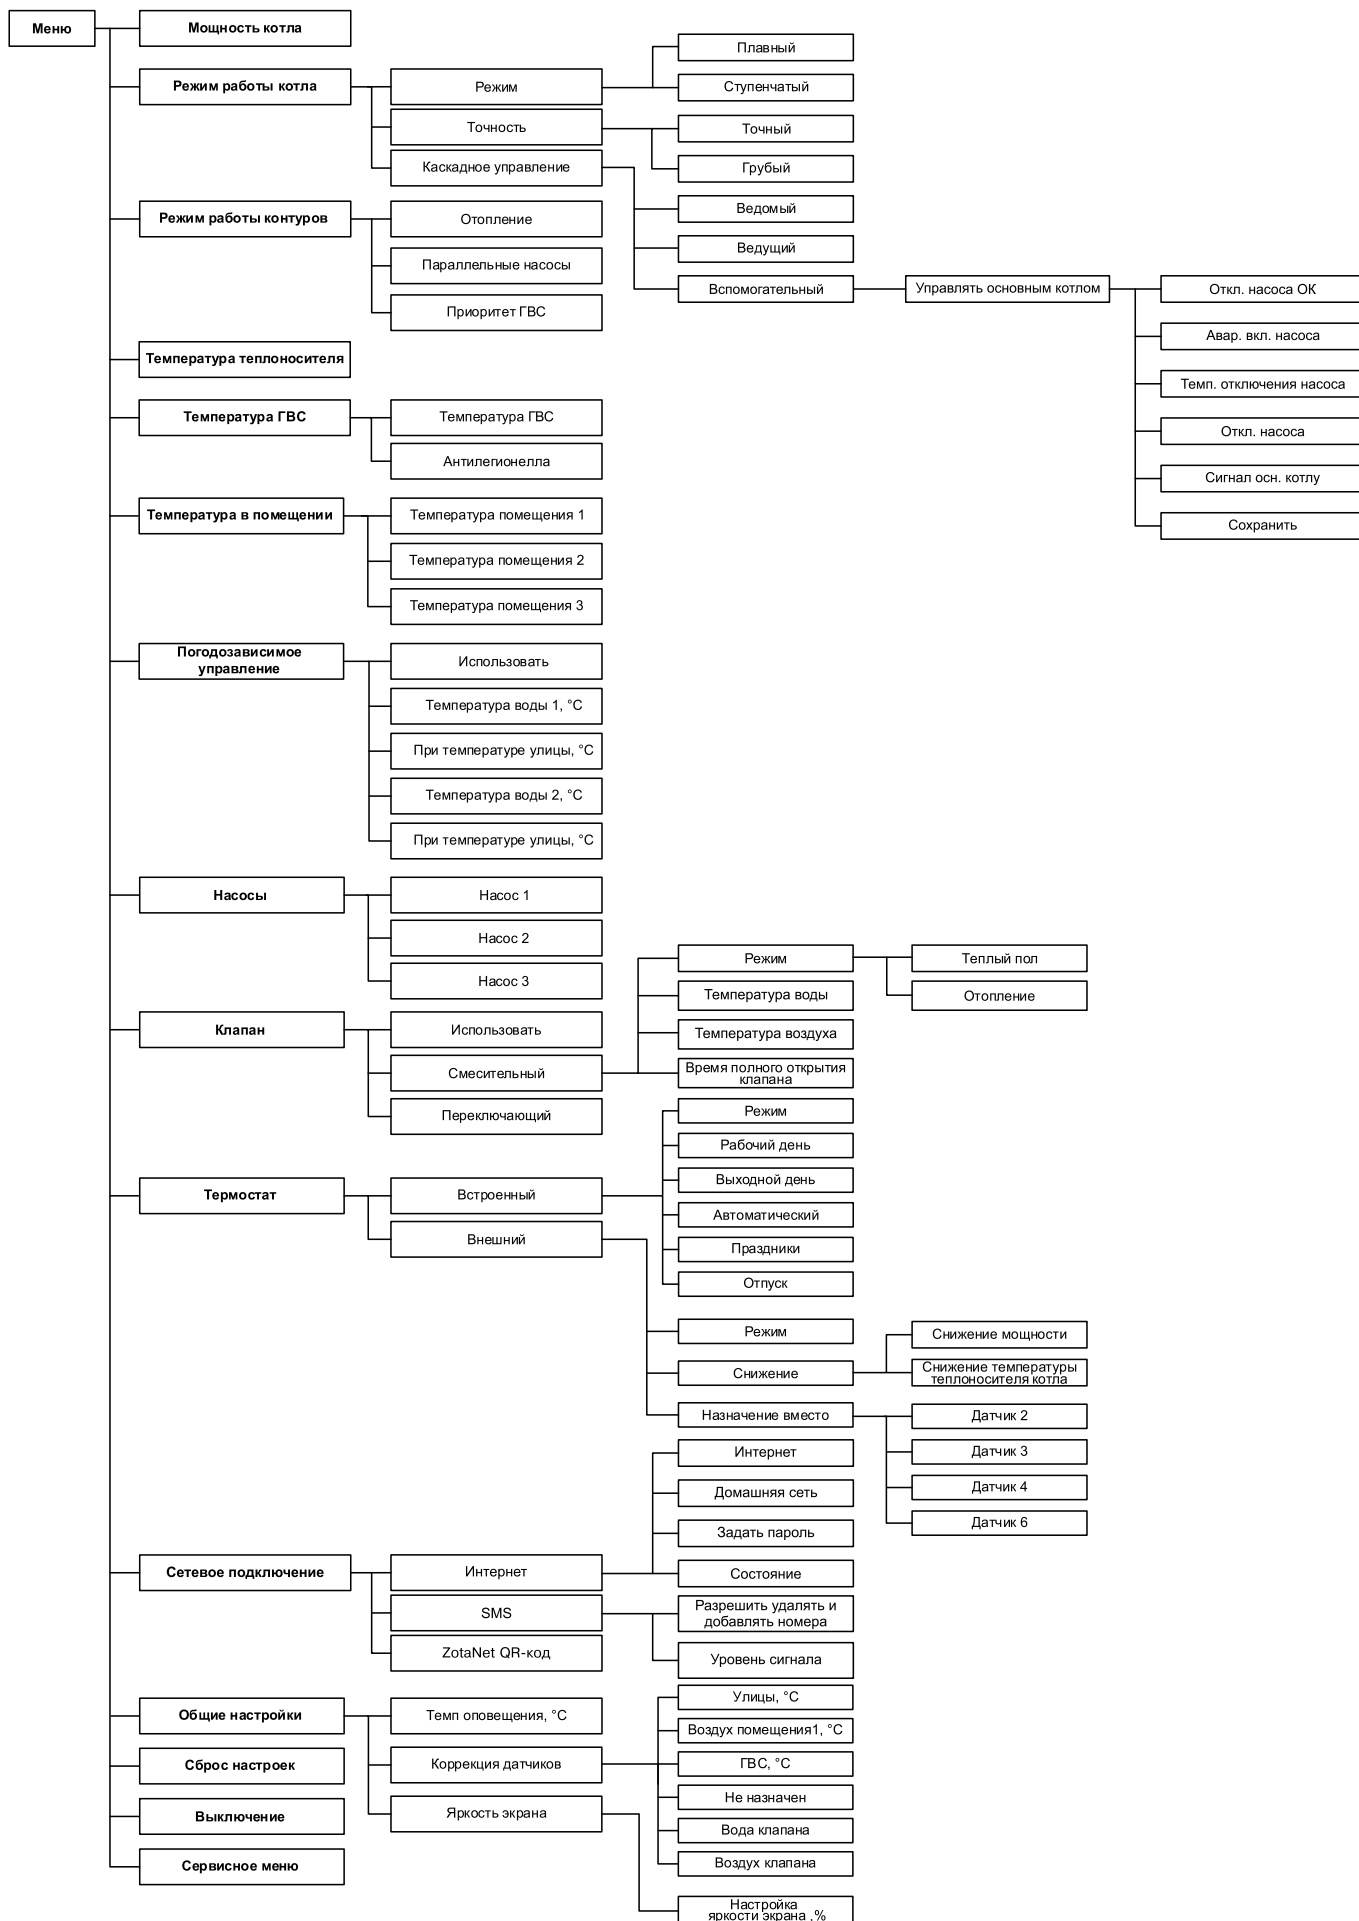 Меню
Мощность котла
Режим работы котла
Режим
Плавный
Ступенчатый
Точность
Точный
Грубый
Каскадное управление
Ведомый
Ведущий
Вспомогательный
Управлять основным котлом
Откл. насоса ОК
Авар. вкл. насоса
Темп. отключения насоса
Откл. насоса
Сигнал осн. котлу
Сохранить
Режим работы контуров
Отопление
Параллельные насосы
Приоритет ГВС
Температура теплоносителя
Температура ГВС
Температура ГВС
Антилегионелла
Температура в помещении
Температура помещения 1
Температура помещения 2
Температура помещения 3
Погодозависимое
управление
Использовать
Температура воды 1, °С
При температуре улицы, °С
Температура воды 2, °С
При температуре улицы, °С
Насосы
Насос 1
Насос 2
Насос 3
Клапан
Использовать
Смесительный
Режим
Теплый пол
Отопление
Температура воды
Температура воздуха
Время полного открытия
клапана
Переключающий
Термостат
Встроенный
Режим
Рабочий день
Выходной день
Автоматический
Праздники
Отпуск
Внешний
Режим
Снижение
Снижение мощности
Снижение температуры
теплоносителя котла
Назначение вместо
Датчик 2
Датчик 3
Датчик 4
Датчик 6
Сетевое подключение
Интернет
Интернет
Домашняя сеть
Задать пароль
Состояние
SMS
Разрешить удалять и
добавлять номера
Уровень сигнала
ZotaNet QR-код
Общие настройки
Темп оповещения, °С
Коррекция датчиков
Улицы, °С
Воздух помещения1, °С
ГВС, °С
Не назначен
Вода клапана
Воздух клапана
Яркость экрана
Настройка
яркости экрана ,%
Сброс настроек
Выключение
Сервисное меню